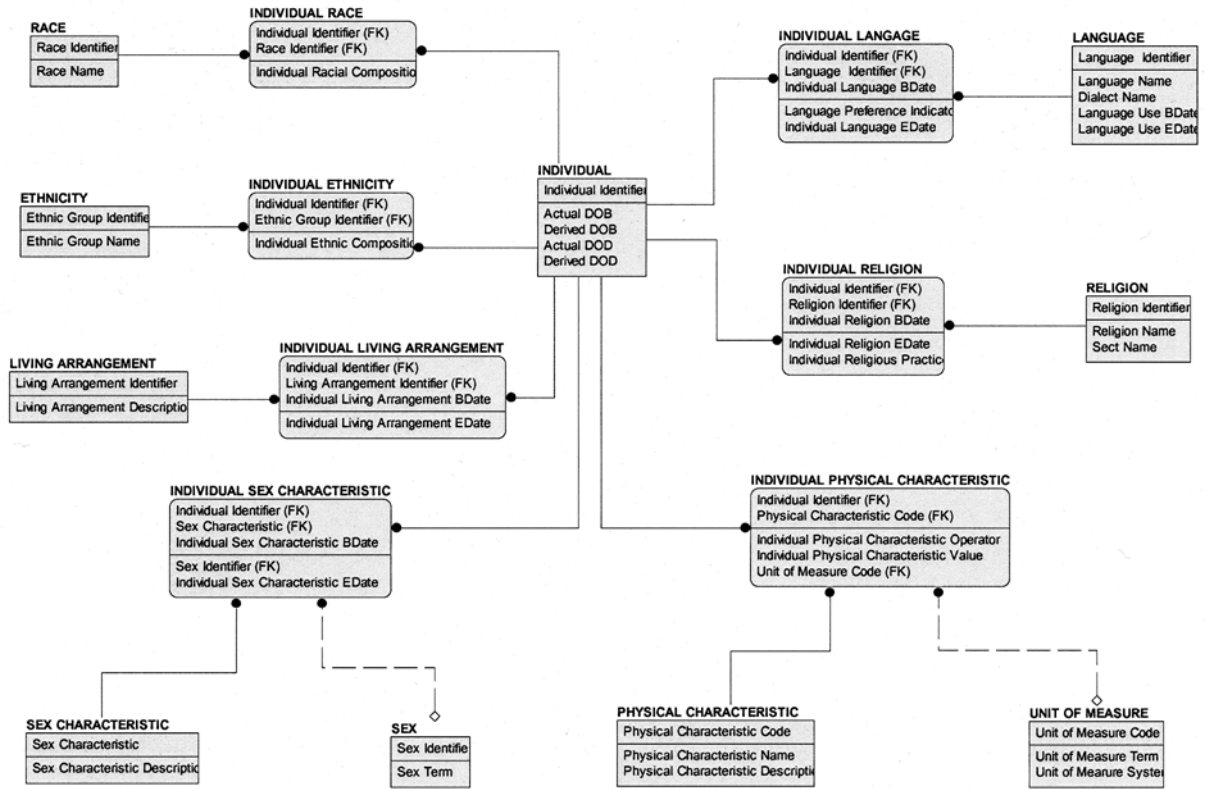 RACE
Race Identifier
Race Name
INDIVIDUAL RACE
Individual Identifier (FK)
Race Identifier (FK)
Individual Racial Compositio
INDIVIDUAL LANGAGE
Individual Identifier (FK)
Language Identifier (FK)
Individual Language BDate
Language Preference Indicato
Individual Language EDate
LANGUAGE
Language Identifier
Language Name
Dialect Name
Language Use BDate
Language Use EDate
ETHNICITY
Ethnic Group Identifie
Ethnic Group Name
INDIVIDUAL ETHNICITY
Individual Identifier (FK)
Ethnic Group Identifier (FK)
Individual Ethnic Compositio
INDIVIDUAL
Individual Identifier
Actual DOB
Derived DOB
Actual DOD
Derived DOD
INDIVIDUAL RELIGION
Individual Identifier (FK)
Religion Identifier (FK)
Individual Religion BDate
Individual Religion EDate
Individual Religious Practic
RELIGION
Religion Identifier
Religion Name
Sect Name
LIVING ARRANGEMENT
Living Arrangement Identifier
Living Arrangement Descriptio
INDIVIDUAL LIVING ARRANGEMENT
Individual Identifier (FK)
Living Arrangement Identifier (FK)
Individual Living Arrangement BDate
Individual Living Arrangement EDate
INDIVIDUAL SEX CHARACTERISTIC
Individual Identifier (FK)
Sex Characteristic (FK)
Individual Sex Characteristic BDate
Sex Identifier (FK)
Individual Sex Characteristic EDate
INDIVIDUAL PHYSICAL CHARACTERISTIC
Individual Identifier (FK)
Physical Characteristic Code (FK)
Individual Physical Characteristic Operator
Individual Physical Characteristic Value
Unit of Measure Code (FK)
SEX CHARACTERISTIC
Sex Characteristic
Sex Characteristic Descriptio
SEX
Sex Identifie
Sex Term
PHYSICAL CHARACTERISTIC
Physical Characteristic Code
Physical Characteristic Name
Physical Characteristic Descripti
UNIT OF MEASURE
Unit of Measure Code
Unit of Measure Term
Unit of Mearure Syster